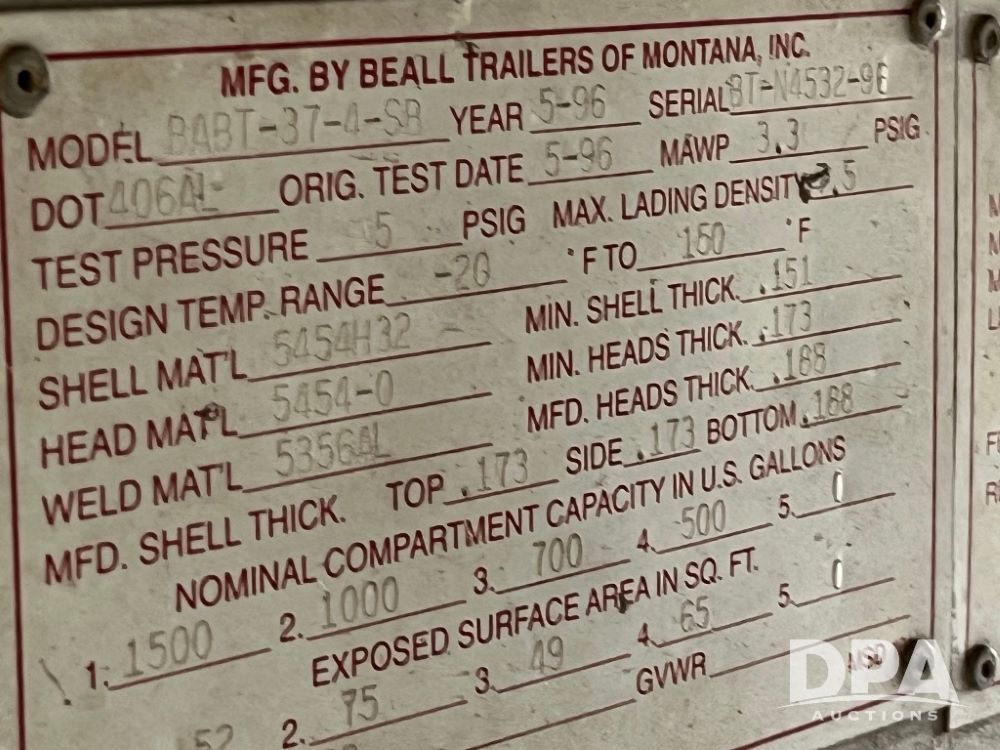 MFG. BY BEALL TRAILERS OF MONTANA, INC.
MODEL BABT-37-4-SB YEAR 5-96 SERIAL BT-N4532-96
DOT 406AL ORIG. TEST DATE 5-96 MAWP 3.3 PSIG
TEST PRESSURE 5 PSIG MAX. LADING DENSITY .5
DESIGN TEMP. RANGE -20 °F TO 160 °F
SHELL MAT'L 5454H32 MIN. SHELL THICK. .151
HEAD MAT'L 5454-0 MIN. HEADS THICK. .173
WELD MAT'L 5356AL MFD. HEADS THICK. .188
MFD. SHELL THICK. TOP .173 SIDE .173 BOTTOM .188
NOMINAL COMPARTMENT CAPACITY IN U.S. GALLONS
1. 1500 2. 1000 3. 700 4. 500 5. 0
EXPOSED SURFACE AREA IN SQ. FT.
52 2. 75 3. 49 4. 65 5. 0
GVWR
DPA
AUCTIONS